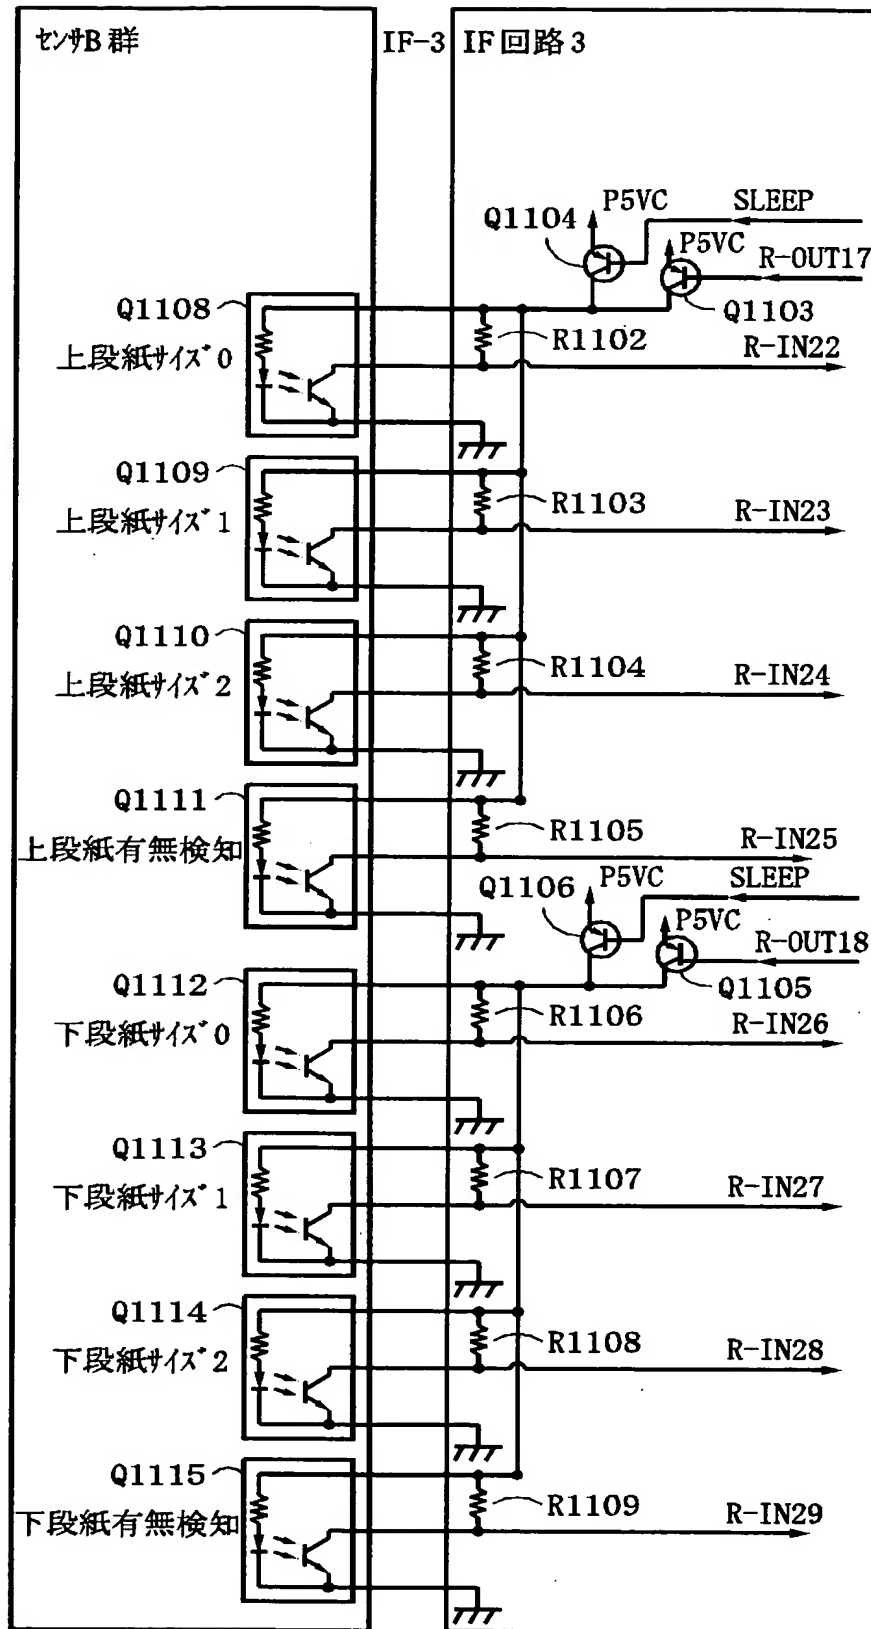 センサB群
IF-3
IF回路3
P5VC
SLEEP
Q1104
P5VC
R-OUT17
Q1108
R1102
Q1103
上段紙サイズ0
R-IN22
Q1109
上段紙サイズ1
R1103
R-IN23
Q1110
上段紙サイズ2
R1104
R-IN24
Q1111
上段紙有無検知
R1105
R-IN25
P5VC
SLEEP
Q1106
P5VC
R-OUT18
Q1112
R1106
Q1105
下段紙サイズ0
R-IN26
Q1113
下段紙サイズ1
R1107
R-IN27
Q1114
下段紙サイズ2
R1108
R-IN28
Q1115
下段紙有無検知
R1109
R-IN29